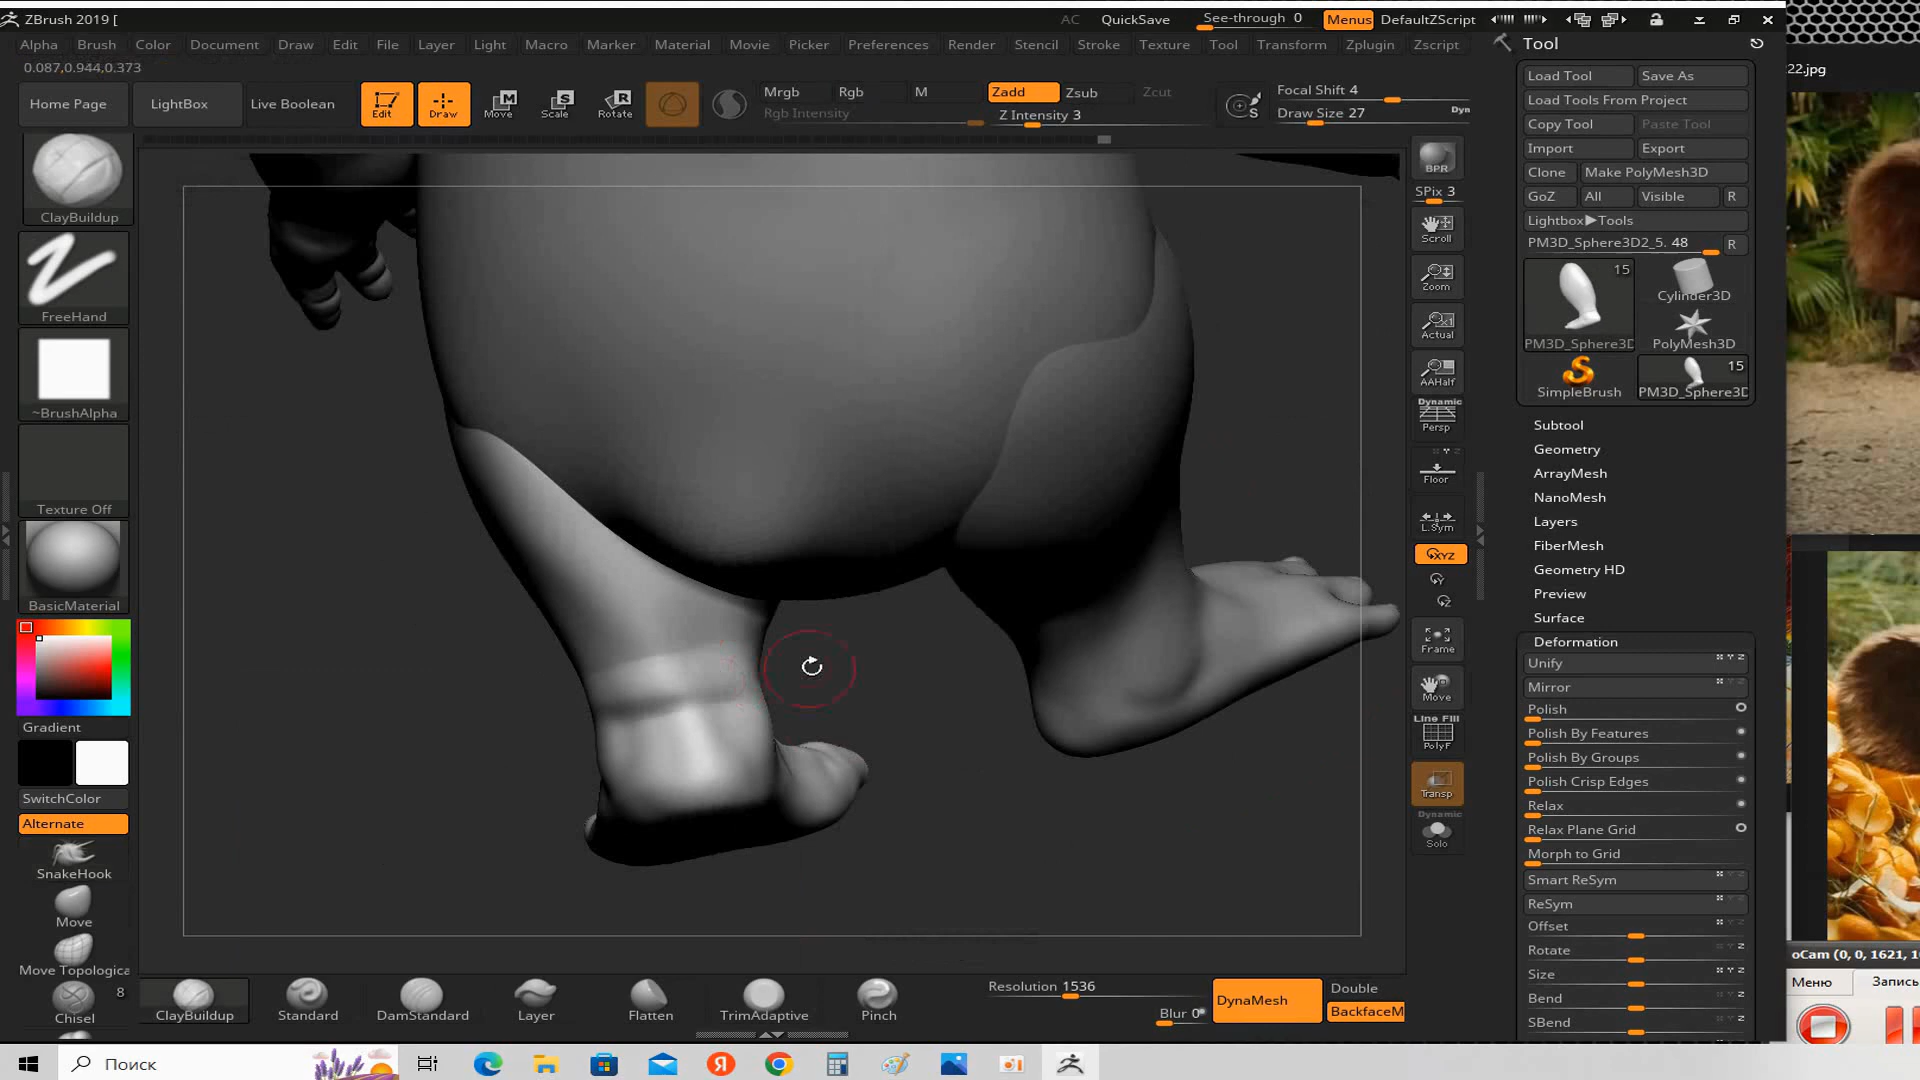 ZBrush 2019 [
AC QuickSave See-through 0 Menus DefaultZScript
Alpha Brush Color Document Draw Edit File Layer Light Macro Marker Material Movie Picker Preferences Render Stencil Stroke Texture Tool Transform Zplugin Zscript
0.087,0.944,0.373
Home Page LightBox Live Boolean Edit Draw Move Scale Rotate
Mrgb Rgb M Zadd Zsub Zcut
Rgb Intensity Z Intensity 3
Focal Shift 4
Draw Size 27 Dyn
ClayBuildup
FreeHand
~BrushAlpha
Texture Off
BasicMaterial
Gradient
SwitchColor
Alternate
SnakeHook
Move
Move Topologica
8
Chisel
BPR
SPix 3
Scroll
Zoom
Actual
AAHalf
Dynamic
Persp
Floor
L.Sym
XYZ
Frame
Move
Line Fill
PolyF
Transp
Dynamic
Solo
Tool
Load Tool Save As
Load Tools From Project
Copy Tool Paste Tool
Import Export
Clone Make PolyMesh3D
GoZ All Visible R
Lightbox▶Tools
PM3D_Sphere3D2_5. 48 R
15
Cylinder3D
PM3D_Sphere3D PolyMesh3D
15
SimpleBrush PM3D_Sphere3D
Subtool
Geometry
ArrayMesh
NanoMesh
Layers
FiberMesh
Geometry HD
Preview
Surface
Deformation
Unify
Mirror
Polish
Polish By Features
Polish By Groups
Polish Crisp Edges
Relax
Relax Plane Grid
Morph to Grid
Smart ReSym
ReSym
Offset
Rotate
Size
Bend
SBend
ClayBuildup Standard DamStandard Layer Flatten TrimAdaptive Pinch
Resolution 1536
Blur 0
DynaMesh
Double
BackfaceM
22.jpg
oCam (0, 0, 1621, 1
Меню Запись
Поиск